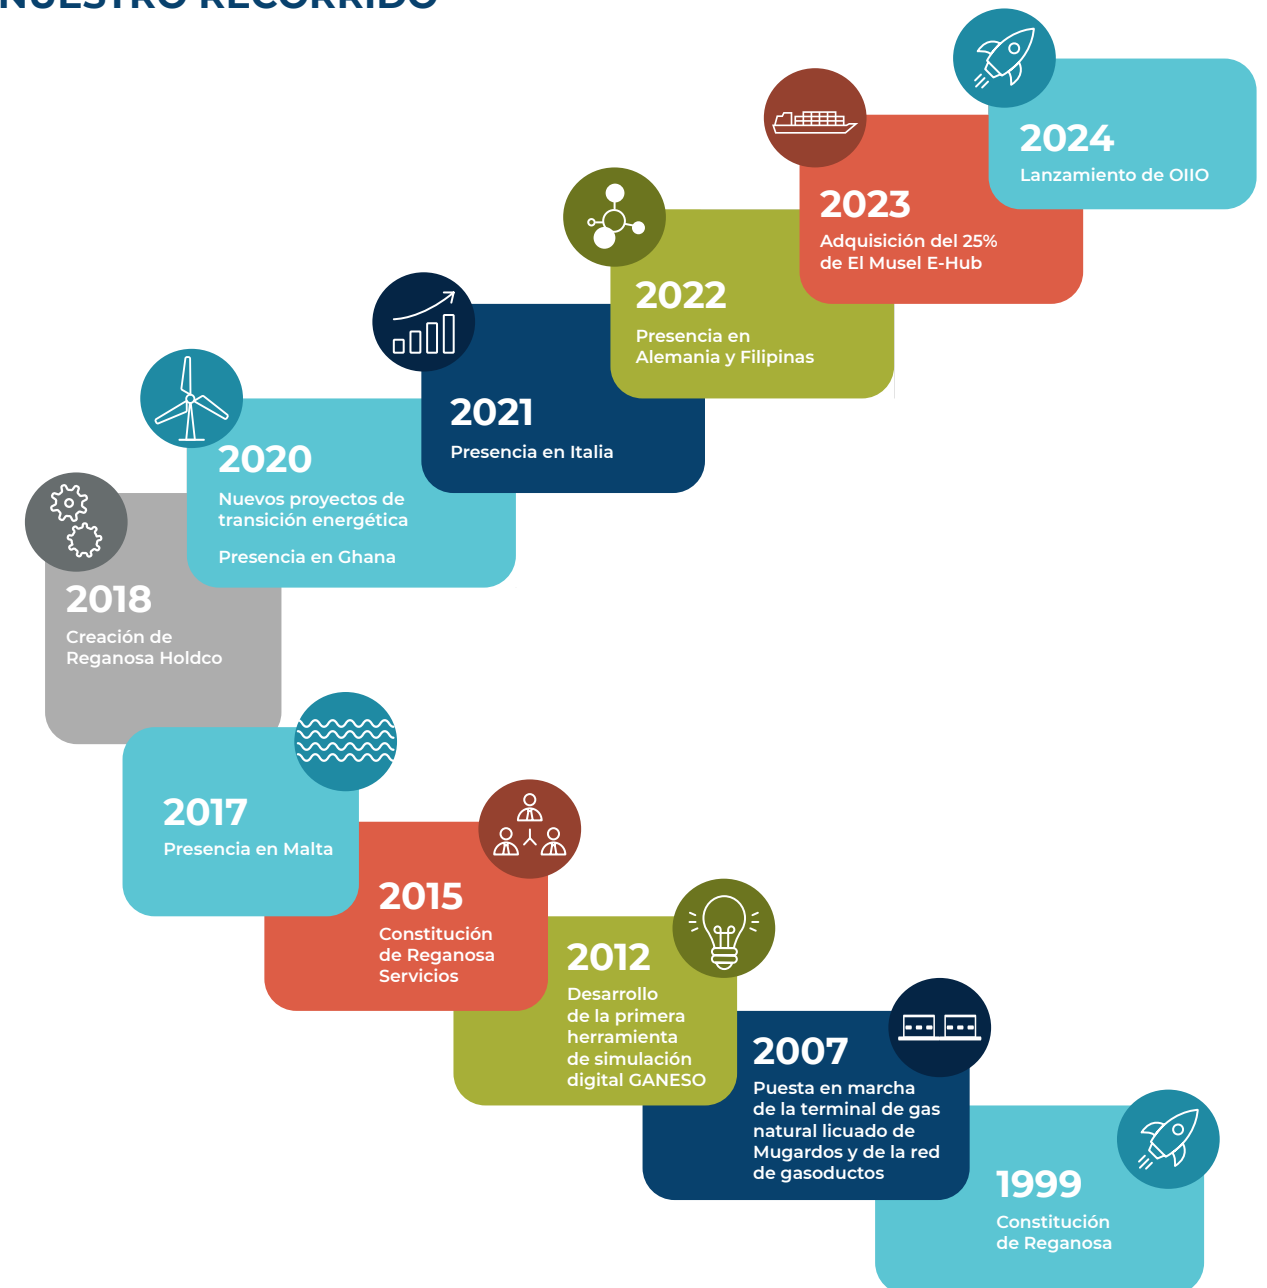 NUESTRO RECORRIDO
2024
Lanzamiento de OIIO
2023
Adquisición del 25%
de El Musel E-Hub
2022
Presencia en
Alemania y Filipinas
2021
Presencia en Italia
2020
Nuevos proyectos de
transición energética
Presencia en Ghana
2018
Creación de
Reganosa Holdco
2017
Presencia en Malta
2015
Constitución
de Reganosa
Servicios
2012
Desarrollo
de la primera
herramienta
de simulación
digital GANESO
2007
Puesta en marcha
de la terminal de gas
natural licuado de
Mugardos y de la red
de gasoductos
1999
Constitución
de Reganosa